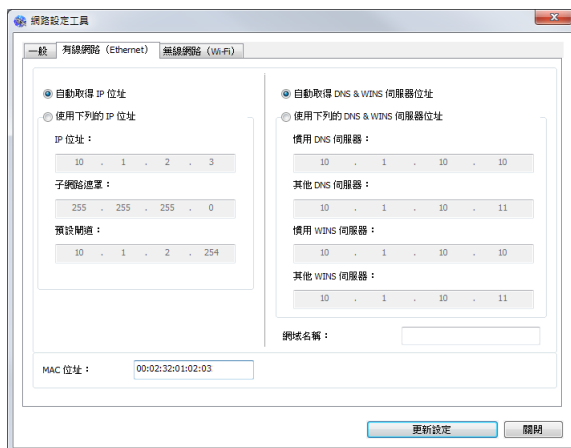 網路設定工具
一般
有線網路（Ethernet）
無線網路（Wi-Fi）
自動取得 IP 位址
使用下列的 IP 位址
IP 位址：
10 . 1 . 2 . 3
子網路遮罩：
255 . 255 . 255 . 0
預設閘道：
10 . 1 . 2 . 254
自動取得 DNS & WINS 伺服器位址
使用下列的 DNS & WINS 伺服器位址
慣用 DNS 伺服器：
10 . 1 . 10 . 10
其他 DNS 伺服器：
10 . 1 . 10 . 11
慣用 WINS 伺服器：
10 . 1 . 10 . 10
其他 WINS 伺服器：
10 . 1 . 10 . 11
網域名稱：
MAC 位址：
00:02:32:01:02:03
更新設定
關閉